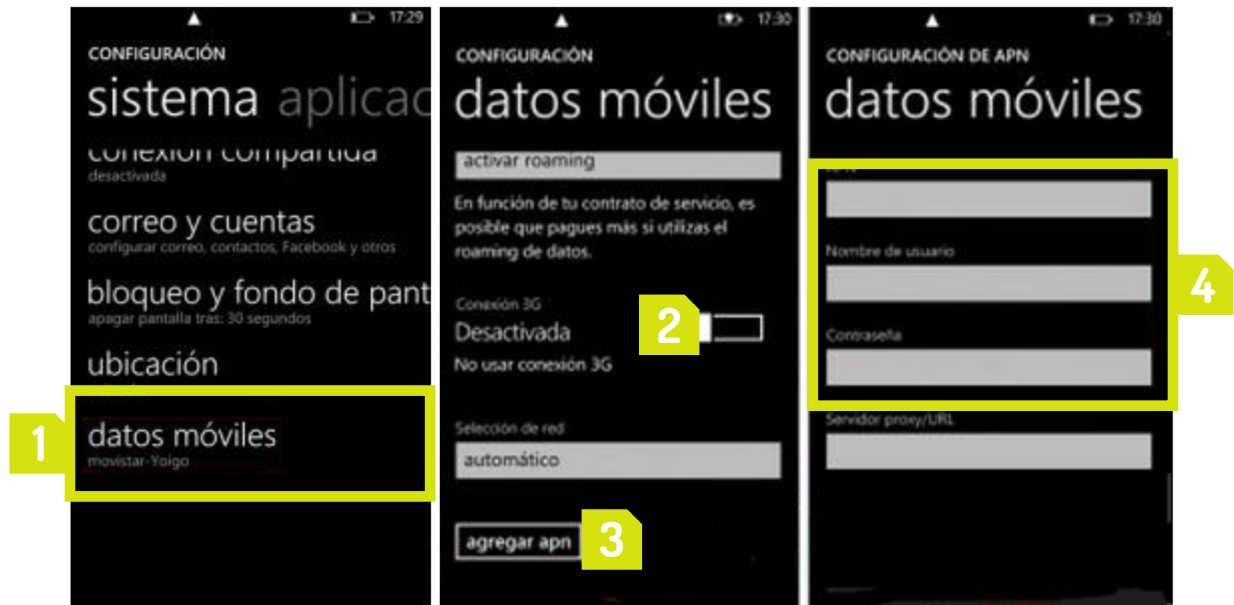 17:29
CONFIGURACIÓN
sistema aplicac
conexión compartida
desactivada
correo y cuentas
configurar correo, contactos, Facebook y otros
bloqueo y fondo de pant
apagar pantalla tras: 30 segundos
ubicación
1
datos móviles
movistar-Yoigo
17:30
CONFIGURACIÓN
datos móviles
activar roaming
En función de tu contrato de servicio, es
posible que pagues más si utilizas el
roaming de datos.
Conexión 3G
Desactivada
2
No usar conexión 3G
Selección de red
automático
agregar apn
3
17:30
CONFIGURACIÓN DE APN
datos móviles
Nombre de usuario
4
Contraseña
Servidor proxy/URL